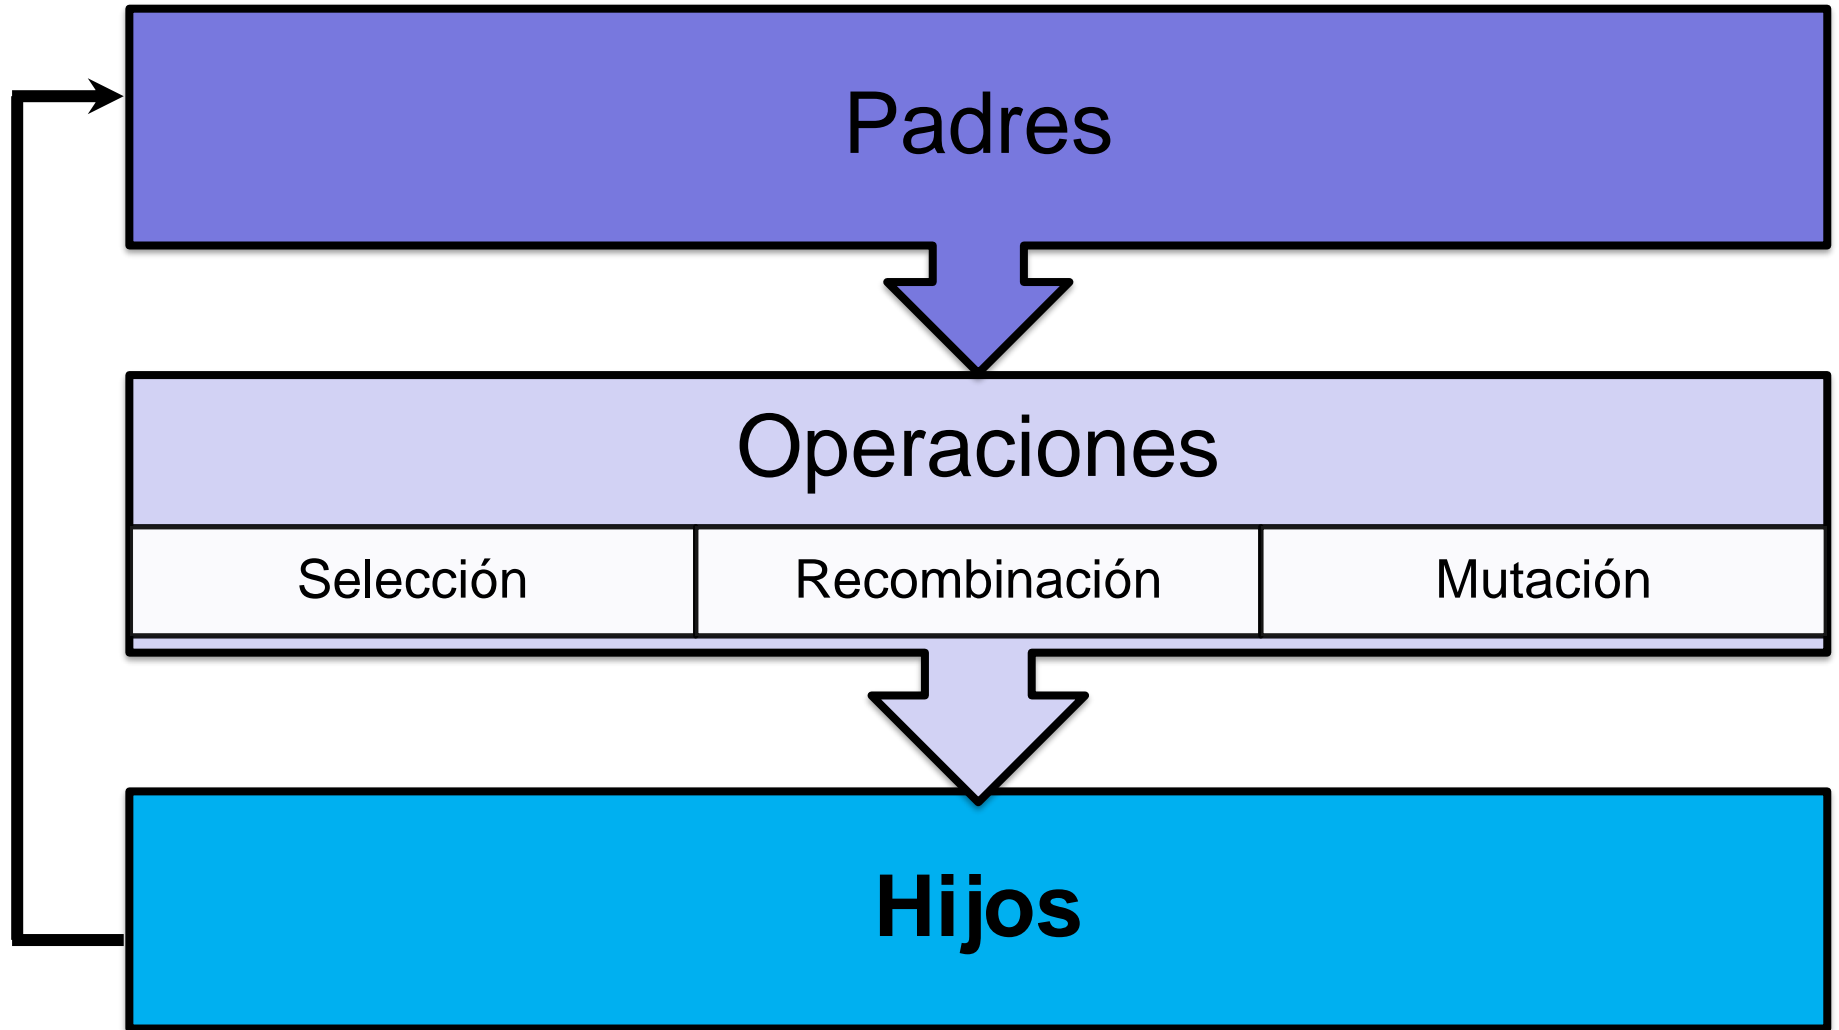 Padres
Operaciones
Selección
Recombinación
Mutación
Hijos